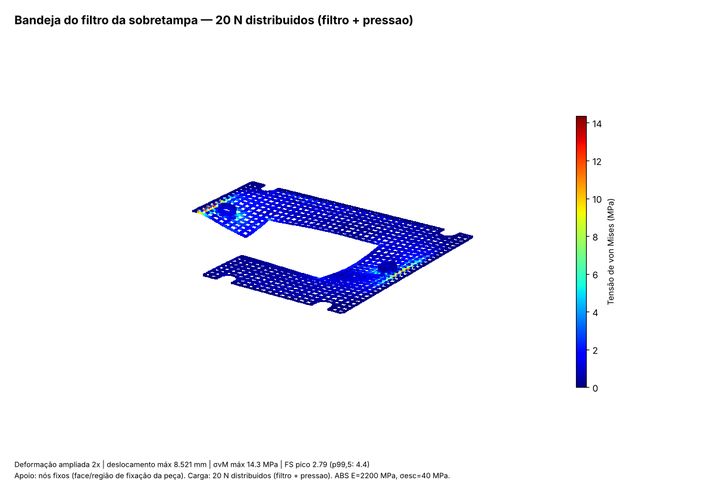 Bandeja do filtro da sobretampa — 20 N distribuidos (filtro + pressao)
14
12
10
8
6
4
2
0
Tensão de von Mises (MPa)
Deformação ampliada 2x | deslocamento máx 8.521 mm | σvM máx 14.3 MPa | FS pico 2.79 (p99,5: 4.4)
Apoio: nós fixos (face/região de fixação da peça). Carga: 20 N distribuidos (filtro + pressao). ABS E=2200 MPa, σesc=40 MPa.